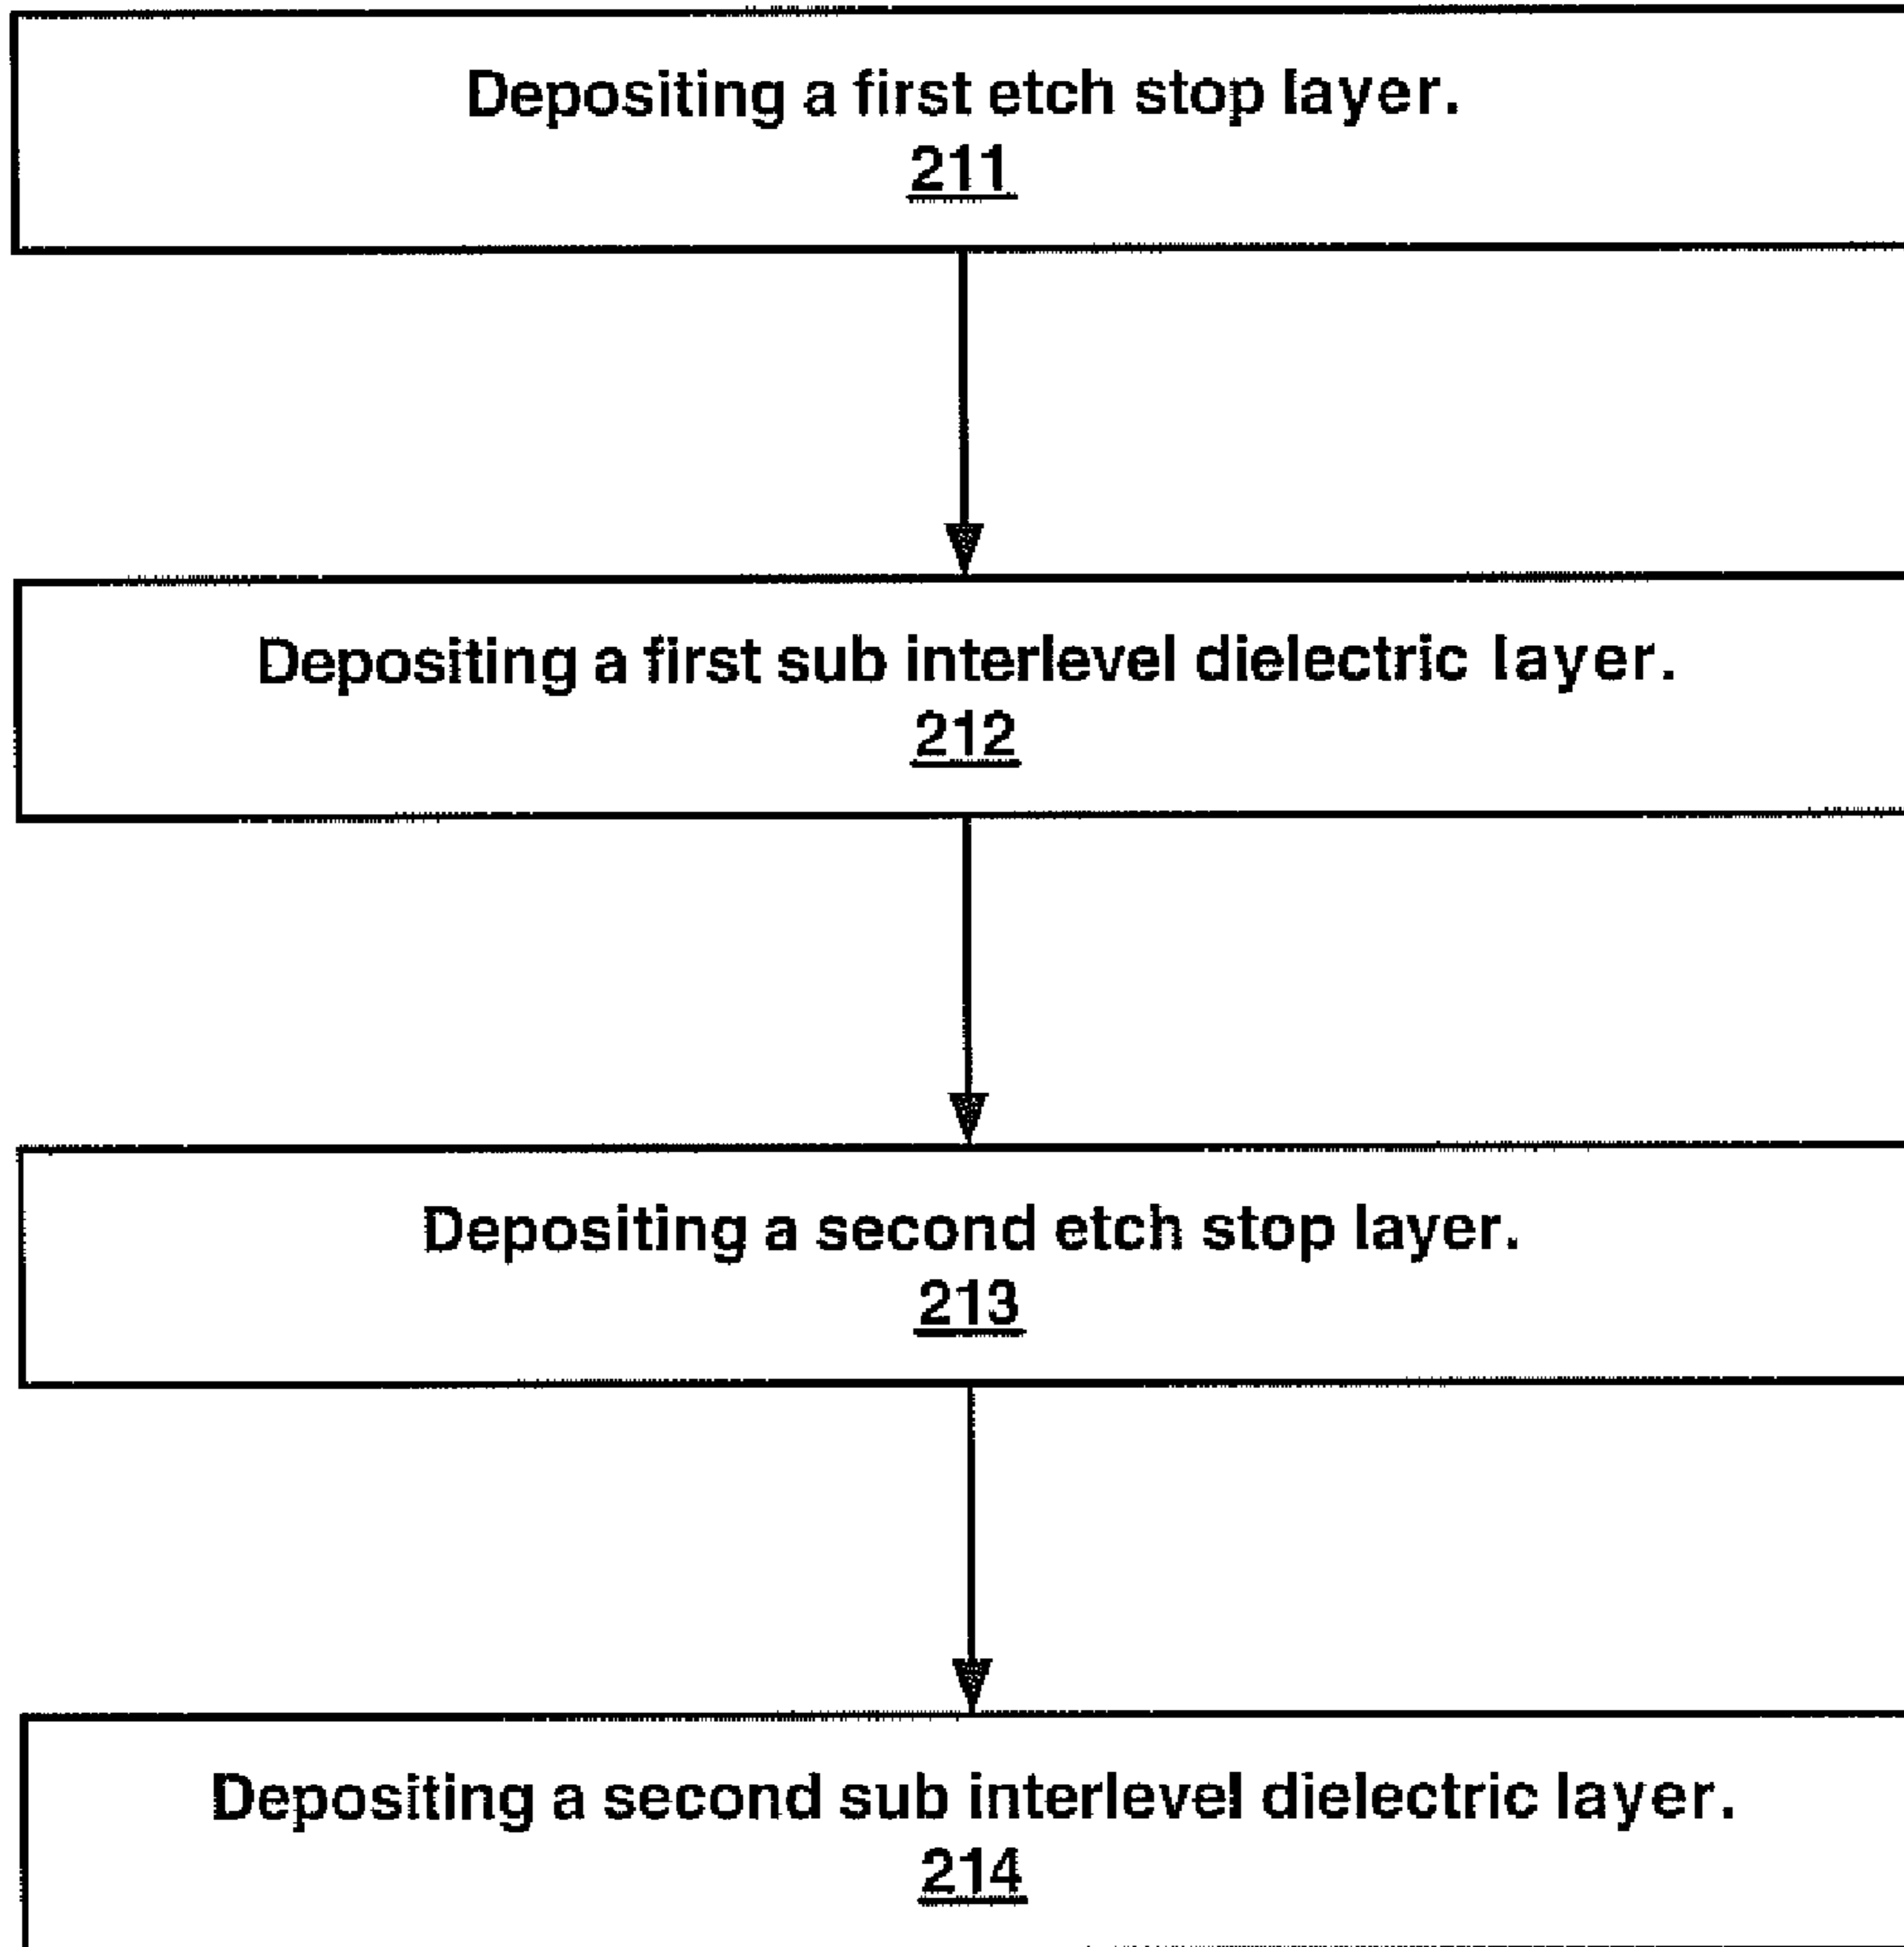 Depositing a first etch stop layer.
211
Depositing a first sub interlevel dielectric layer.
212
Depositing a second etch stop layer.
213
Depositing a second sub interlevel dielectric layer.
214